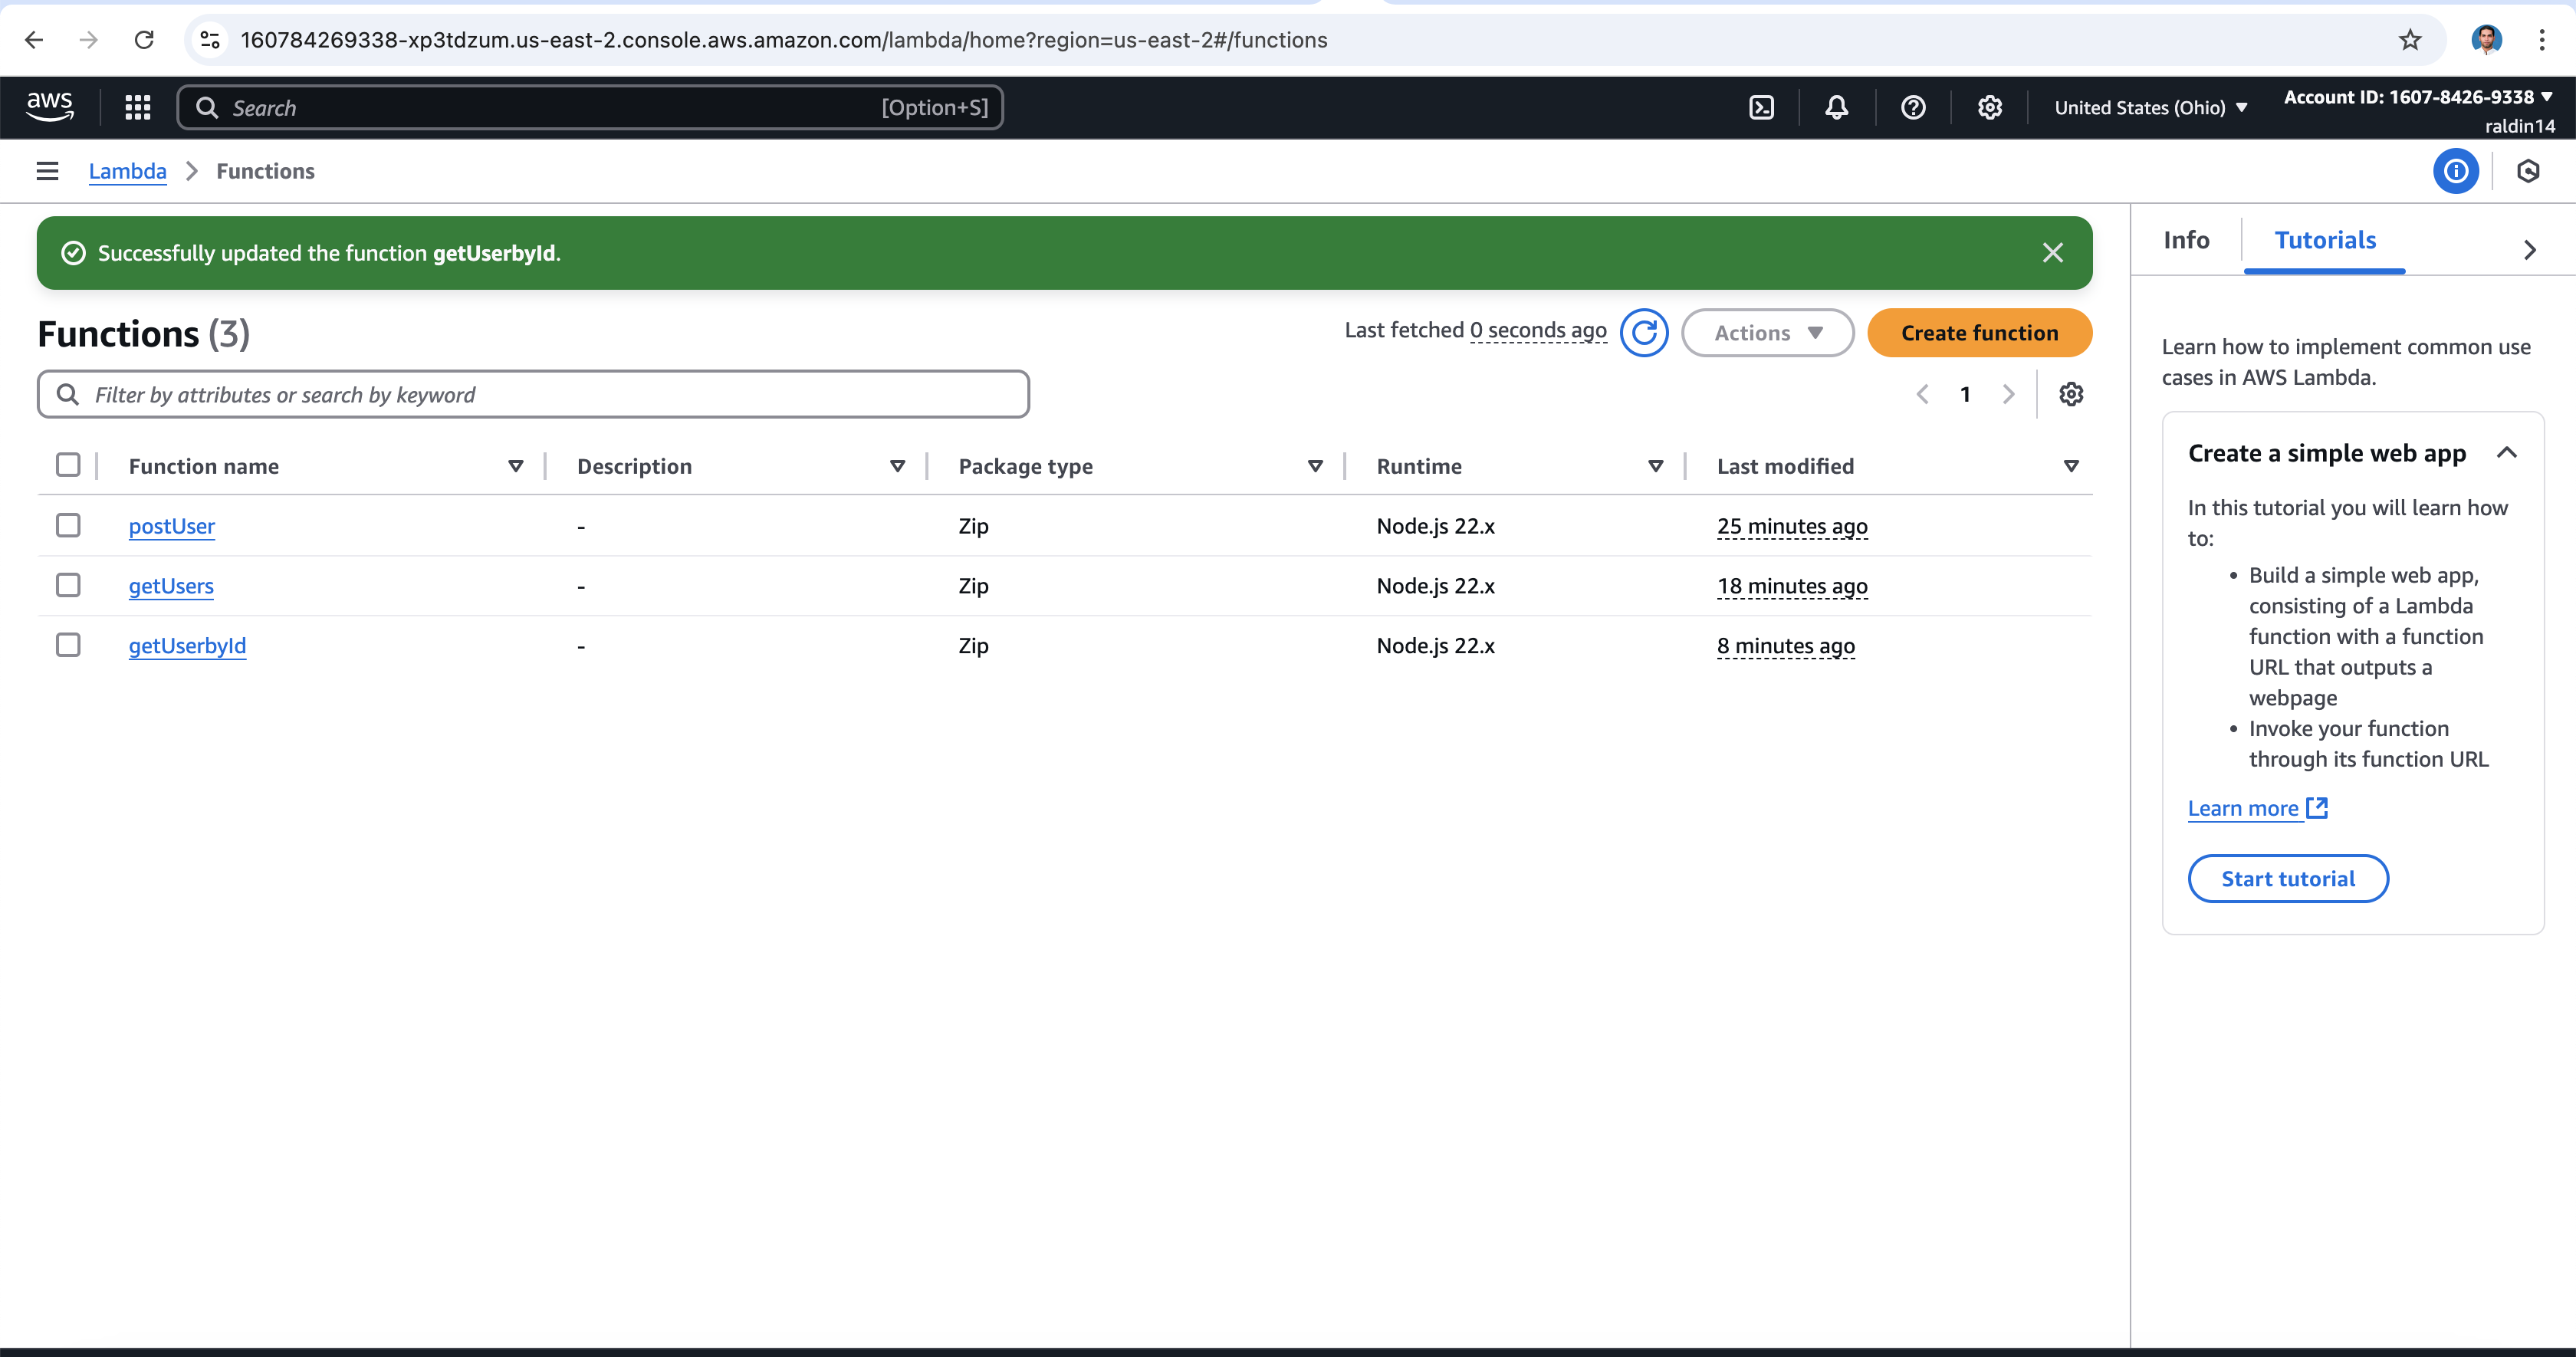 160784269338-xp3tdzum.us-east-2.console.aws.amazon.com/lambda/home?region=us-east-2#/functions
aws
Search
[Option+S]
United States (Ohio)
Account ID: 1607-8426-9338
raldin14
Lambda
Functions
Successfully updated the function getUserbyId.
Functions (3)
Last fetched 0 seconds ago
Actions
Create function
Filter by attributes or search by keyword
1
Function name Description Package type Runtime Last modified
postUser - Zip Node.js 22.x 25 minutes ago
getUsers - Zip Node.js 22.x 18 minutes ago
getUserbyId - Zip Node.js 22.x 8 minutes ago
Info
Tutorials
Learn how to implement common use
cases in AWS Lambda.
Create a simple web app
In this tutorial you will learn how
to:
• Build a simple web app,
consisting of a Lambda
function with a function
URL that outputs a
webpage
• Invoke your function
through its function URL
Learn more
Start tutorial